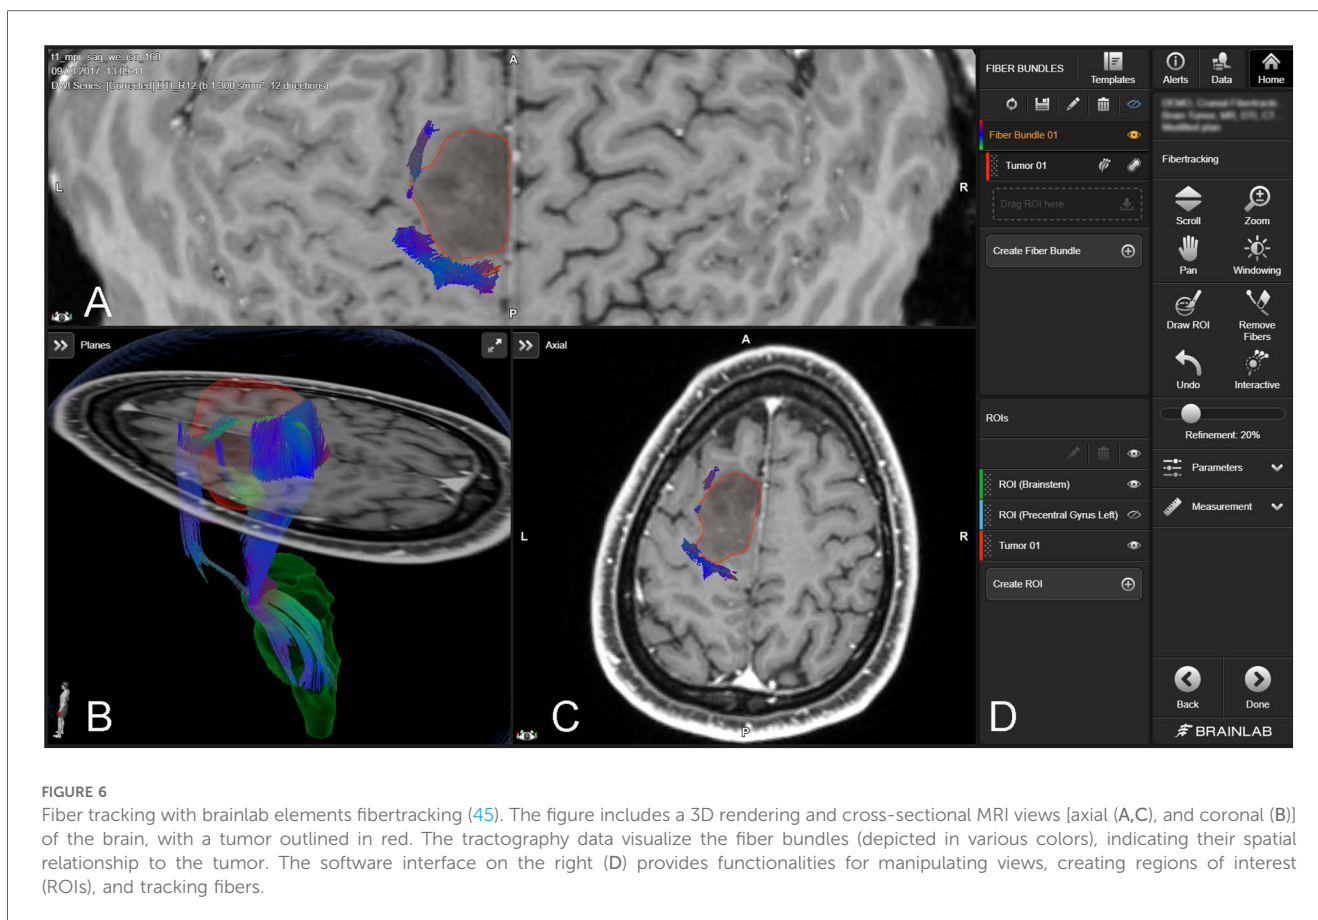 t1_mpr_sag_we_iso_160
DWI Series: [Corrected] DTI_R12 (b 1.300 s/mm², 12 directions)
A
L
R
P
A
Planes
B
Axial
A
L
R
P
C
FIBER BUNDLES
Templates
Fiber Bundle 01
Tumor 01
Drag ROI here
Create Fiber Bundle
ROIs
ROI (Brainstem)
ROI (Precentral Gyrus Left)
Tumor 01
Create ROI
D
Alerts
Data
Home
Fibertracking
Scroll
Zoom
Pan
Windowing
Draw ROI
Remove
Fibers
Undo
Interactive
Refinement: 20%
Parameters
Measurement
Back
Done
BRAINLAB
FIGURE 6
Fiber tracking with brainlab elements fibertracking (45). The figure includes a 3D rendering and cross-sectional MRI views [axial (A,C), and coronal (B)]
of the brain, with a tumor outlined in red. The tractography data visualize the fiber bundles (depicted in various colors), indicating their spatial
relationship to the tumor. The software interface on the right (D) provides functionalities for manipulating views, creating regions of interest
(ROIs), and tracking fibers.